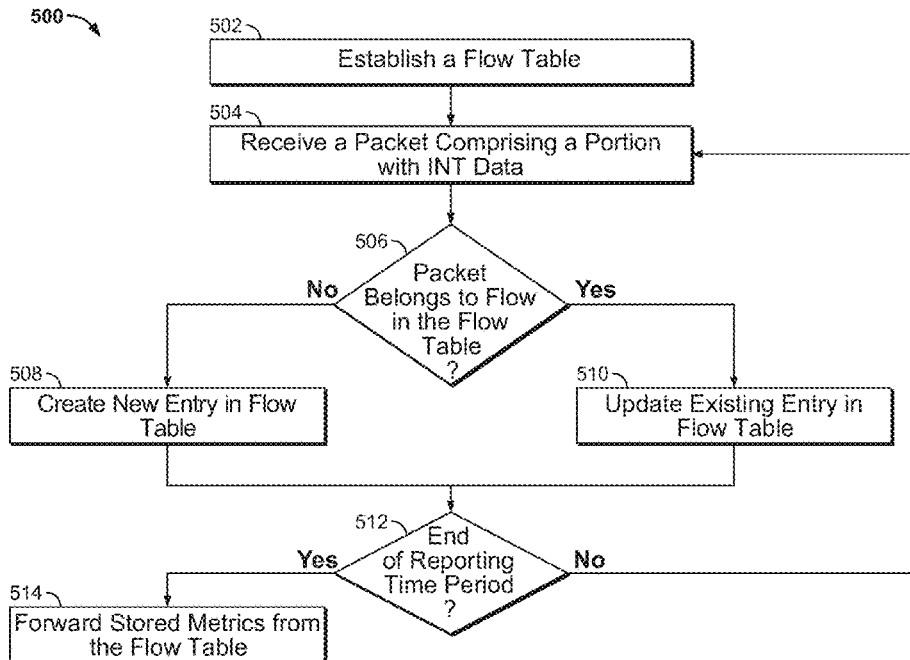 500
502
Establish a Flow Table
504
Receive a Packet Comprising a Portion
with INT Data
506
Packet
Belongs to Flow
in the Flow
Table
?
No
Yes
508
Create New Entry in Flow
Table
510
Update Existing Entry in
Flow Table
512
End
of Reporting
Time Period
?
Yes
No
514
Forward Stored Metrics from
the Flow Table